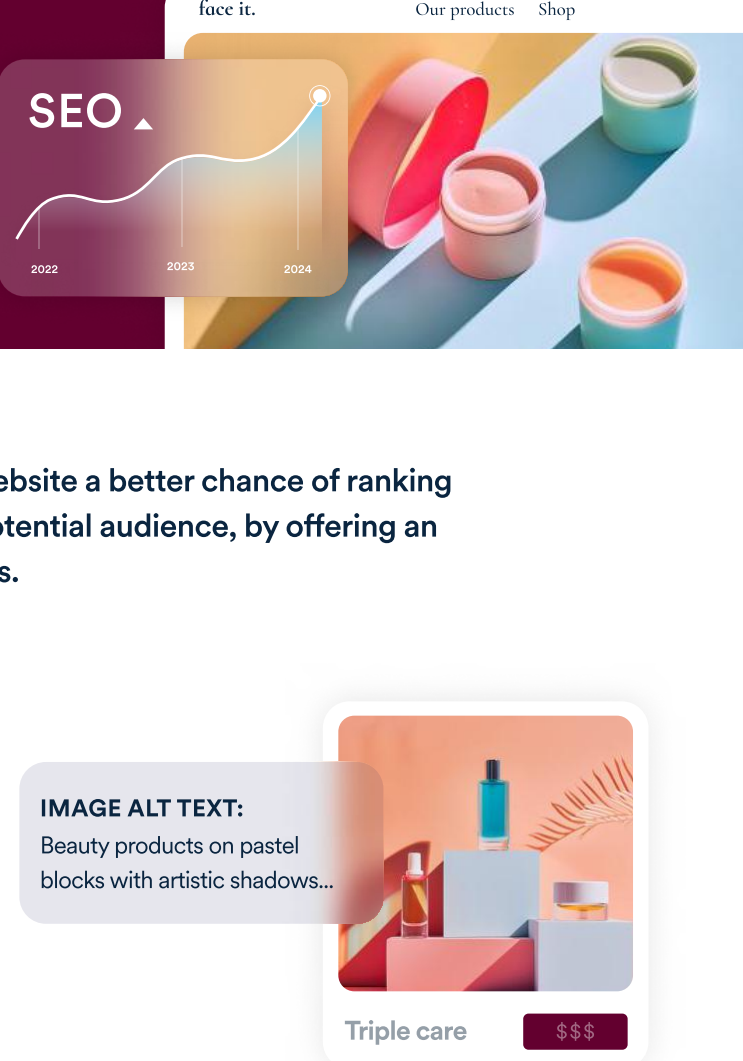 face it.
Our products Shop
SEO
2022 2023 2024
ebsite a better chance of ranking
otential audience, by offering an
s.
IMAGE ALT TEXT:
Beauty products on pastel
blocks with artistic shadows...
Triple care
$$$